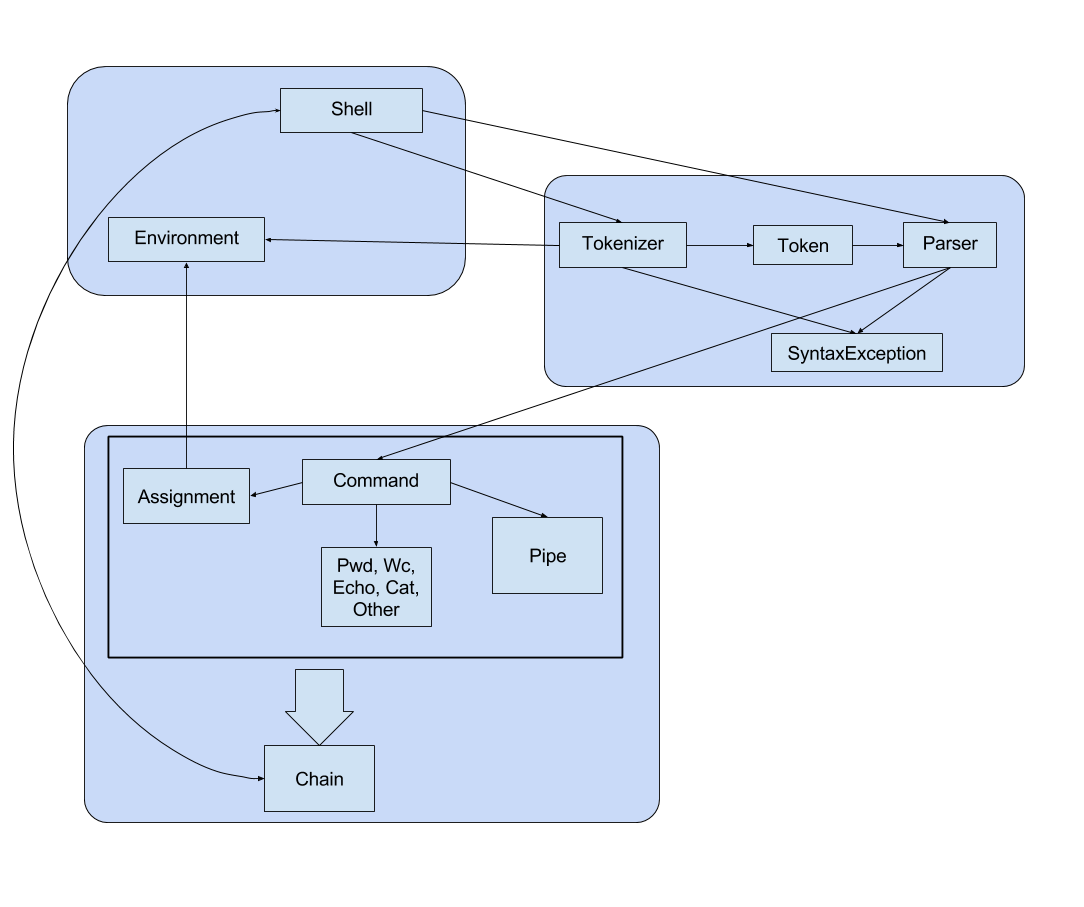 Shell
Environment
Tokenizer
Token
Parser
SyntaxException
Assignment
Command
Pipe
Pwd, Wc,
Echo, Cat,
Other
Chain